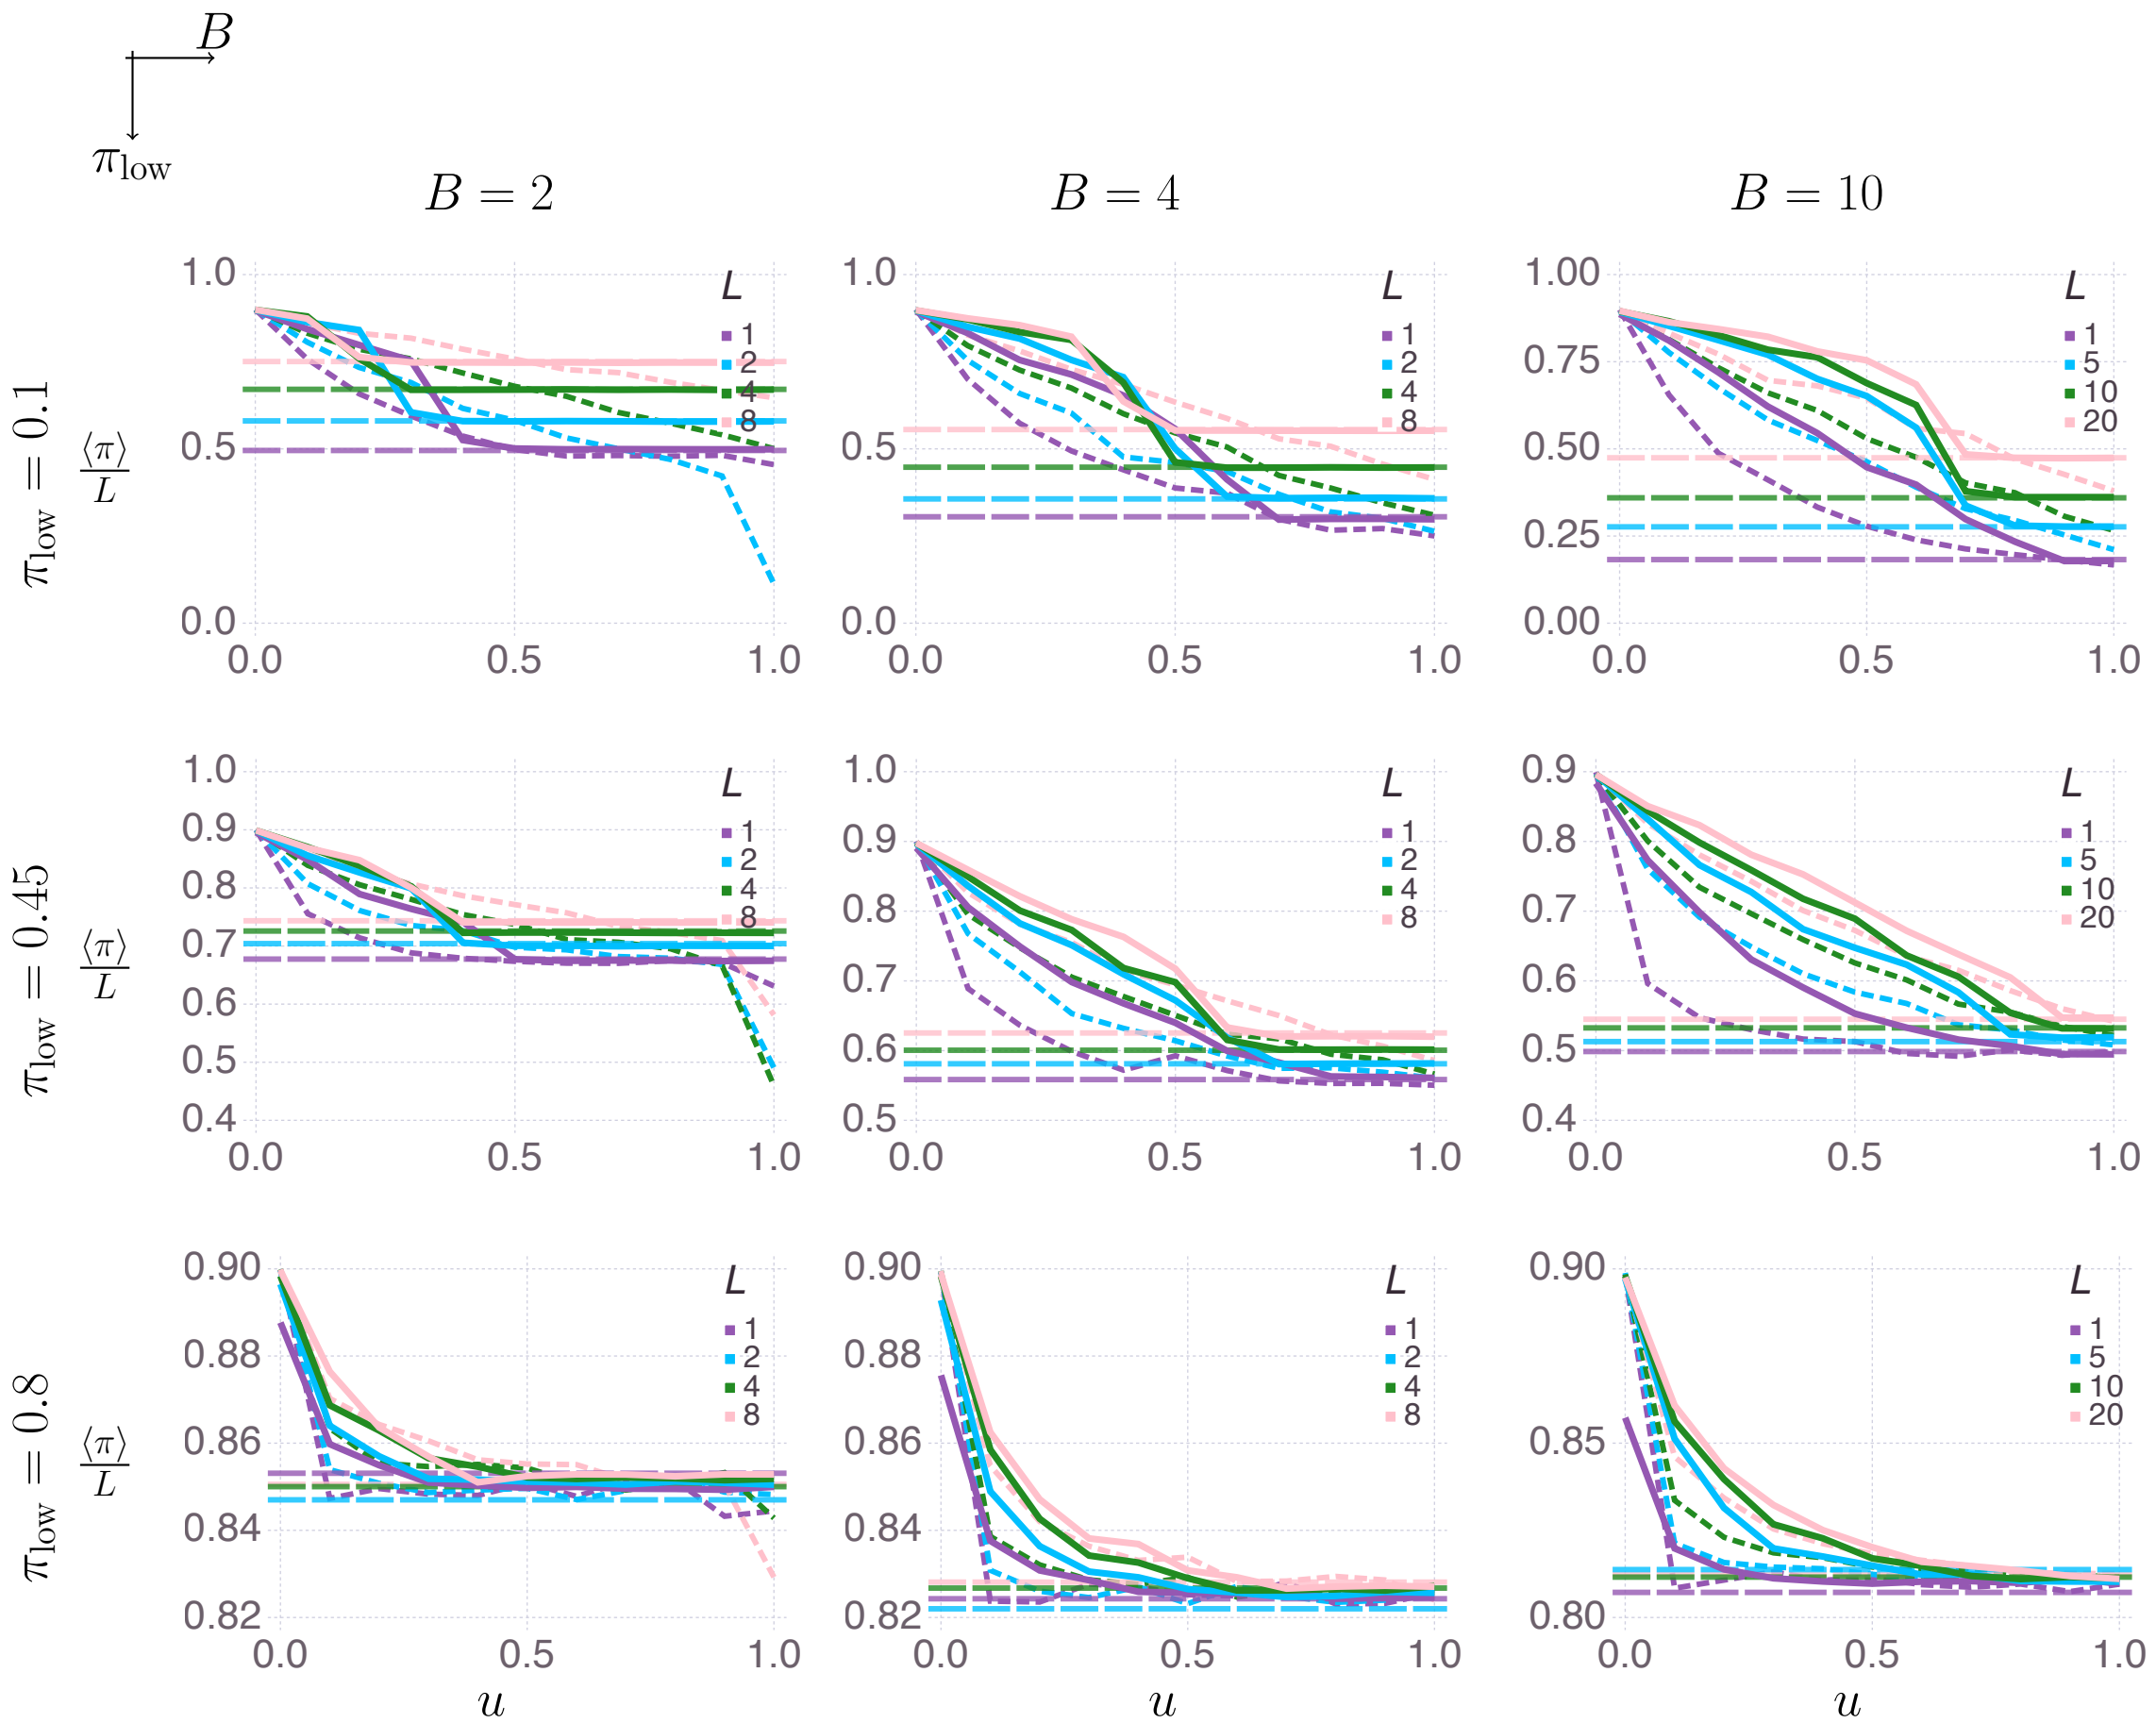 B
π_low
B = 2
B = 4
B = 10
π_low = 0.1
⟨π⟩/L
1.0
0.5
0.0
0.0 0.5 1.0
L
1
2
4
8
1.0
0.5
0.0
0.0 0.5 1.0
L
1
2
4
8
1.00
0.75
0.50
0.25
0.00
0.0 0.5 1.0
L
1
5
10
20
π_low = 0.45
⟨π⟩/L
1.0
0.9
0.8
0.7
0.6
0.5
0.4
0.0 0.5 1.0
L
1
2
4
8
1.0
0.9
0.8
0.7
0.6
0.5
0.0 0.5 1.0
L
1
2
4
8
0.9
0.8
0.7
0.6
0.5
0.4
0.0 0.5 1.0
L
1
5
10
20
π_low = 0.8
⟨π⟩/L
0.90
0.88
0.86
0.84
0.82
0.0 0.5 1.0
L
1
2
4
8
u
0.90
0.88
0.86
0.84
0.82
0.0 0.5 1.0
L
1
2
4
8
u
0.90
0.85
0.80
0.0 0.5 1.0
L
1
5
10
20
u